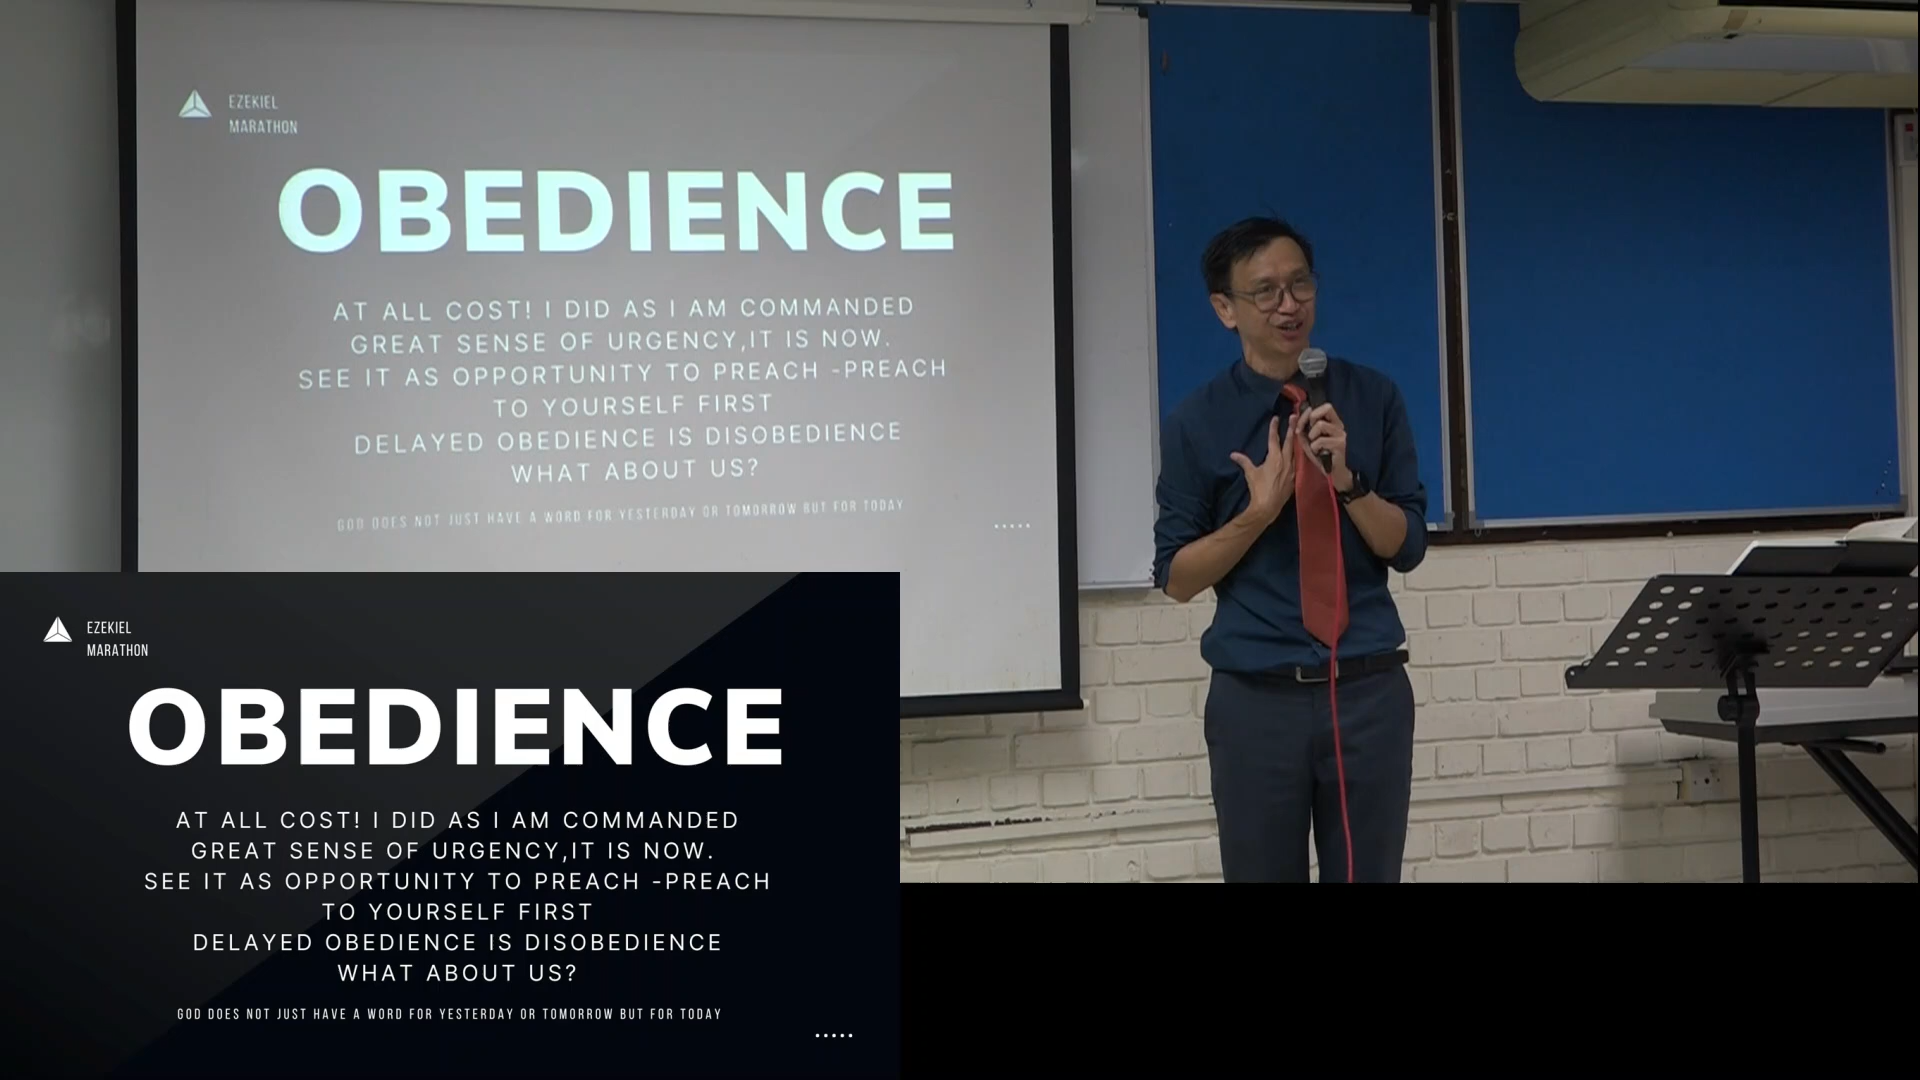 EZEKIEL
MARATHON
OBEDIENCE
AT ALL COST! I DID AS I AM COMMANDED
GREAT SENSE OF URGENCY,IT IS NOW.
SEE IT AS OPPORTUNITY TO PREACH -PREACH
TO YOURSELF FIRST
DELAYED OBEDIENCE IS DISOBEDIENCE
WHAT ABOUT US?
GOD DOES NOT JUST HAVE A WORD FOR YESTERDAY OR TOMORROW BUT FOR TODAY
EZEKIEL
MARATHON
OBEDIENCE
AT ALL COST! I DID AS I AM COMMANDED
GREAT SENSE OF URGENCY,IT IS NOW.
SEE IT AS OPPORTUNITY TO PREACH -PREACH
TO YOURSELF FIRST
DELAYED OBEDIENCE IS DISOBEDIENCE
WHAT ABOUT US?
GOD DOES NOT JUST HAVE A WORD FOR YESTERDAY OR TOMORROW BUT FOR TODAY